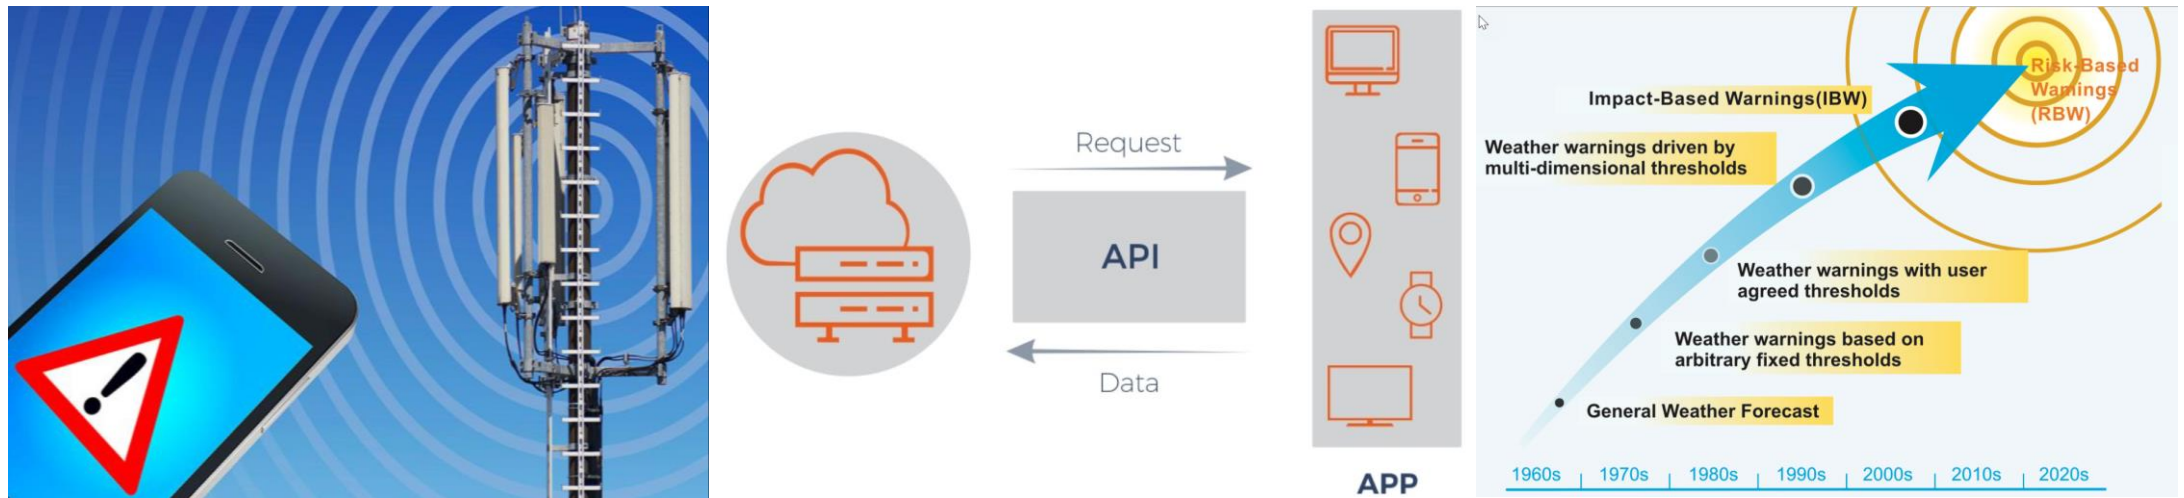 Request
API
Data
APP
Risk-Based
Warnings
(RBW)
Impact-Based Warnings(IBW)
Weather warnings driven by
multi-dimensional thresholds
Weather warnings with user
agreed thresholds
Weather warnings based on
arbitrary fixed thresholds
General Weather Forecast
1960s
1970s
1980s
1990s
2000s
2010s
2020s